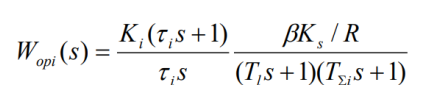 W_{opi}(s) = \frac{K_i(\tau_i s + 1)}{\tau_i s} \frac{\beta K_s / R}{(T_l s + 1)(T_{\Sigma i} s + 1)}